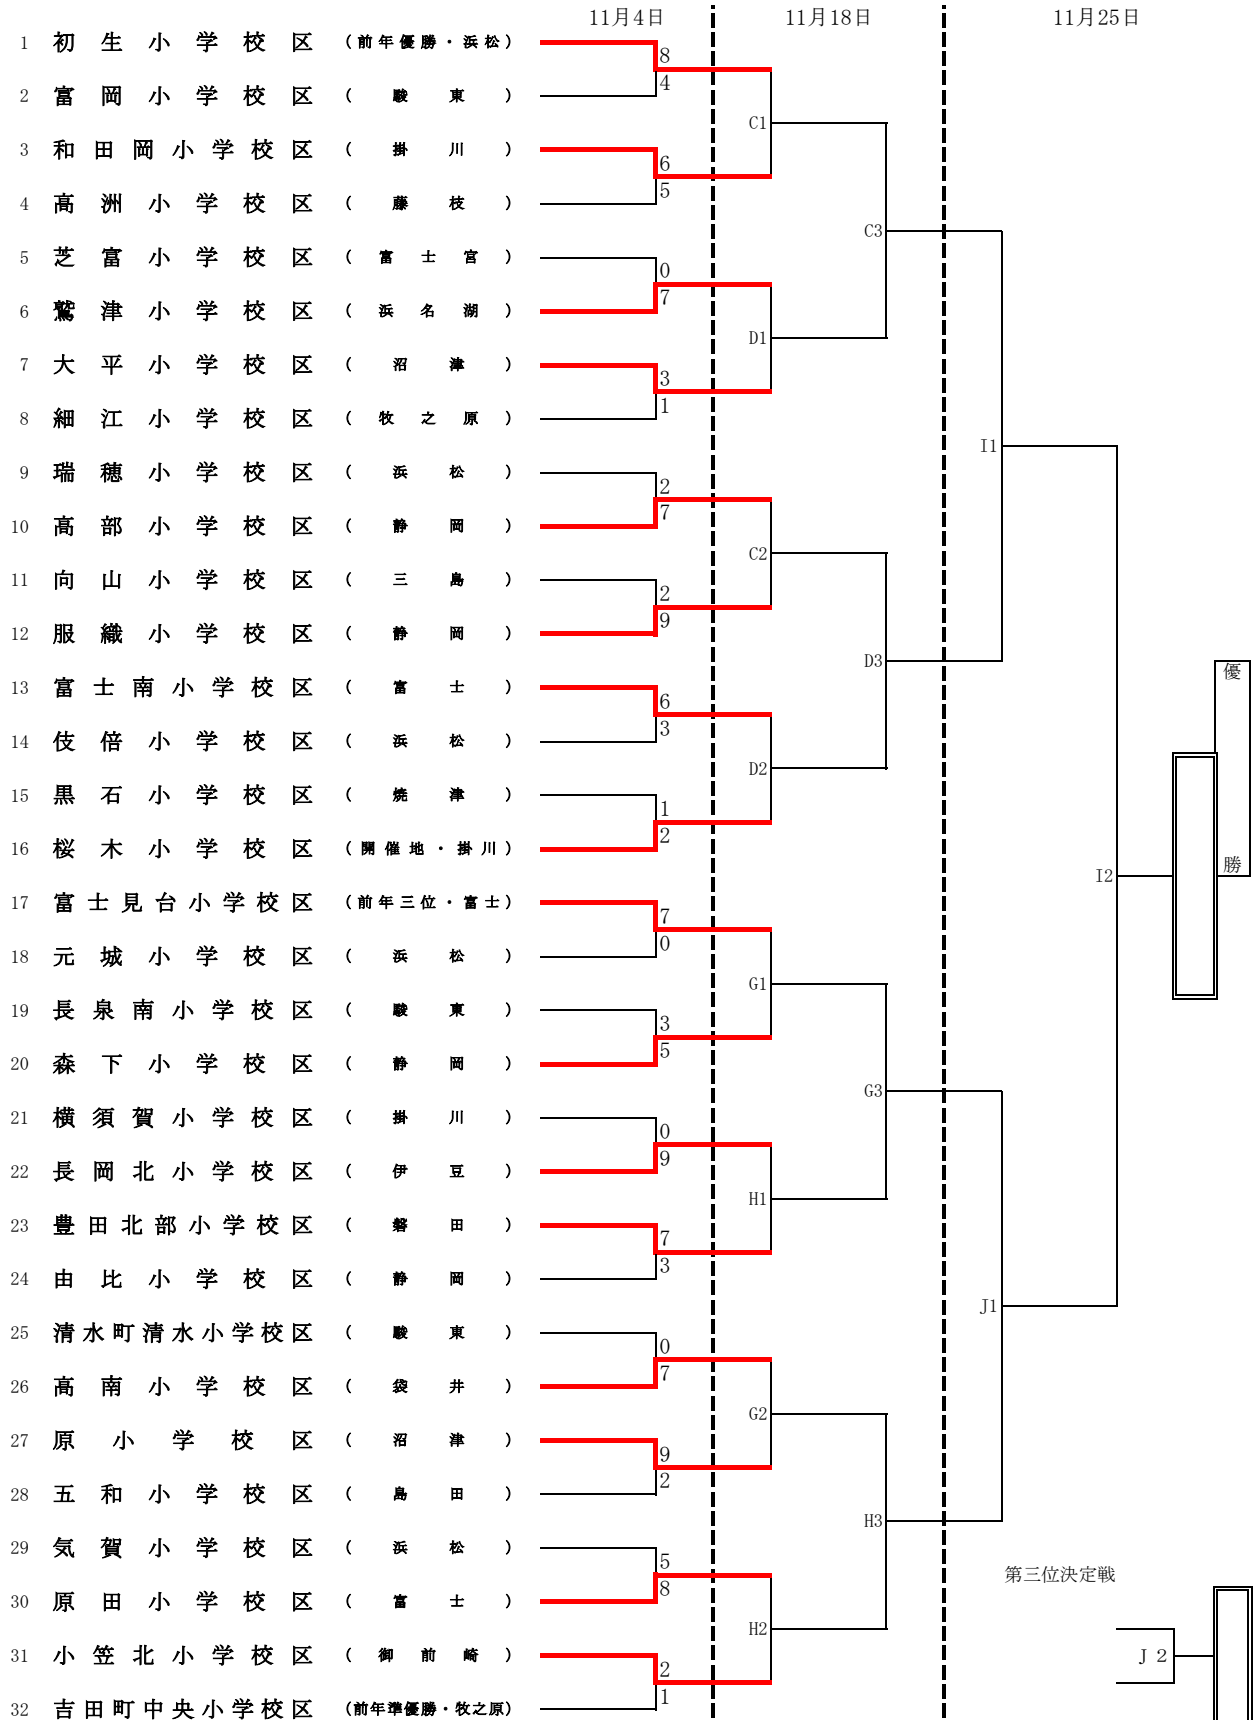 11月4日 11月18日 11月25日
1 初生小学校区 (前年優勝・浜松)
8
4
2 富岡小学校区 (駿東)
C1
3 和田岡小学校区 (掛川)
6
5
4 高洲小学校区 (藤枝)
C3
5 芝富小学校区 (富士宮)
0
7
6 鷲津小学校区 (浜名湖)
D1
7 大平小学校区 (沼津)
3
1
8 細江小学校区 (牧之原)
I1
9 瑞穂小学校区 (浜松)
2
7
10 高部小学校区 (静岡)
C2
11 向山小学校区 (三島)
2
9
12 服織小学校区 (静岡)
D3
優
13 富士南小学校区 (富士)
6
3
14 伎倍小学校区 (浜松)
D2
15 黒石小学校区 (焼津)
1
2
16 桜木小学校区 (開催地・掛川)
勝
I2
17 富士見台小学校区 (前年三位・富士)
7
0
18 元城小学校区 (浜松)
G1
19 長泉南小学校区 (駿東)
3
5
20 森下小学校区 (静岡)
G3
21 横須賀小学校区 (掛川)
0
9
22 長岡北小学校区 (伊豆)
H1
23 豊田北部小学校区 (磐田)
7
3
24 由比小学校区 (静岡)
J1
25 清水町清水小学校区 (駿東)
0
7
26 高南小学校区 (袋井)
G2
27 原小学校区 (沼津)
9
2
28 五和小学校区 (島田)
H3
29 気賀小学校区 (浜松)
5
8
第三位決定戦
30 原田小学校区 (富士)
H2
31 小笠北小学校区 (御前崎)
J 2
2
1
32 吉田町中央小学校区 (前年準優勝・牧之原)